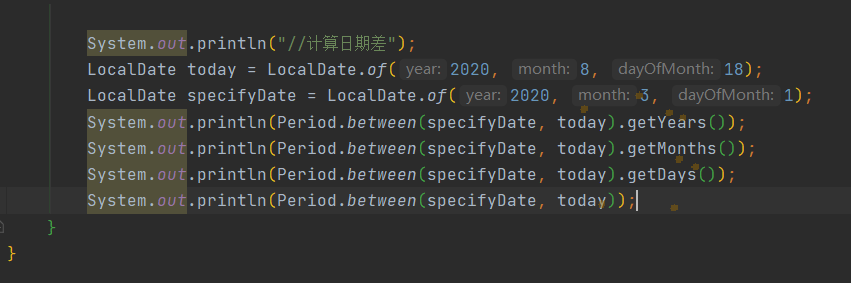 System.out.println("//计算日期差");
LocalDate today = LocalDate.of( year: 2020, month: 8, dayOfMonth: 18);
LocalDate specifyDate = LocalDate.of( year: 2020, month: 3, dayOfMonth: 1);
System.out.println(Period.between(specifyDate, today).getYears());
System.out.println(Period.between(specifyDate, today).getMonths());
System.out.println(Period.between(specifyDate, today).getDays());
System.out.println(Period.between(specifyDate, today));
}
}